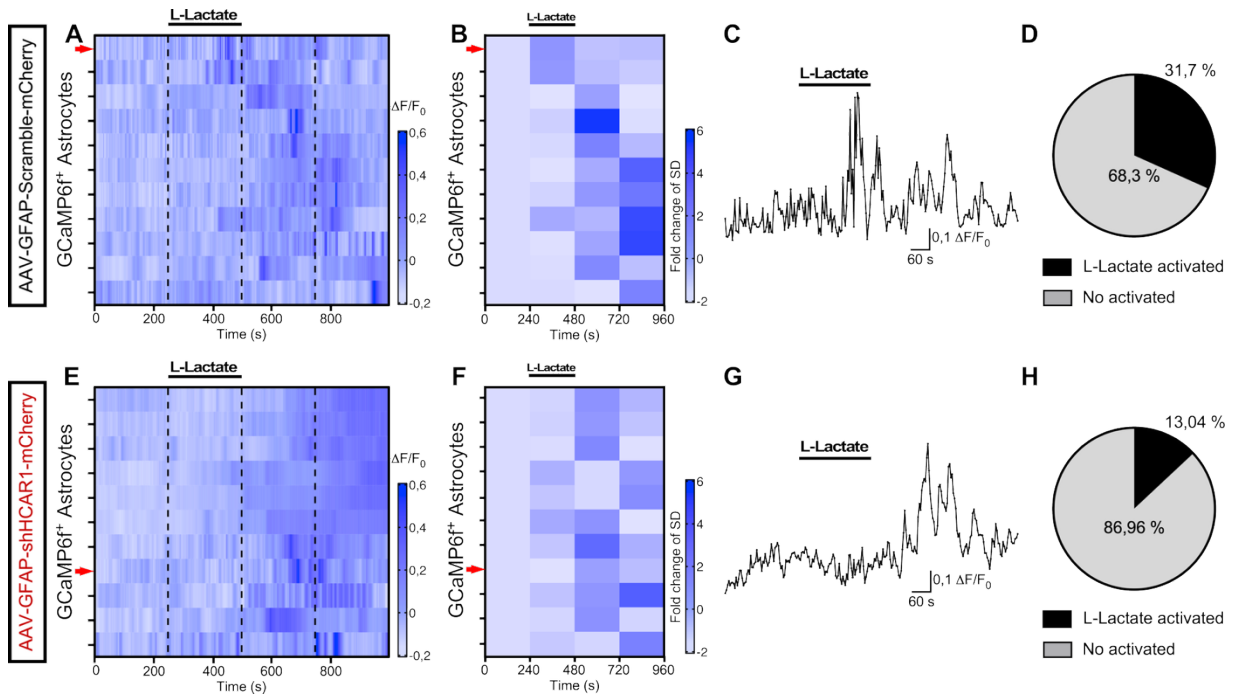 AAV-GFAP-Scramble-mCherry
A
L-Lactate
GCaMP6f+ Astrocytes
0
200
400
600
800
Time (s)
ΔF/F0
0,6
0,4
0,2
0
-0,2
B
L-Lactate
GCaMP6f+ Astrocytes
0
240
480
720
960
Time (s)
Fold change of SD
6
4
2
0
-2
C
L-Lactate
0,1 ΔF/F0
60 s
D
31,7 %
68,3 %
L-Lactate activated
No activated
AAV-GFAP-shHCAR1-mCherry
E
L-Lactate
GCaMP6f+ Astrocytes
0
200
400
600
800
Time (s)
ΔF/F0
0,6
0,4
0,2
0
-0,2
F
L-Lactate
GCaMP6f+ Astrocytes
0
240
480
720
960
Time (s)
Fold change of SD
6
4
2
0
-2
G
L-Lactate
0,1 ΔF/F0
60 s
H
13,04 %
86,96 %
L-Lactate activated
No activated